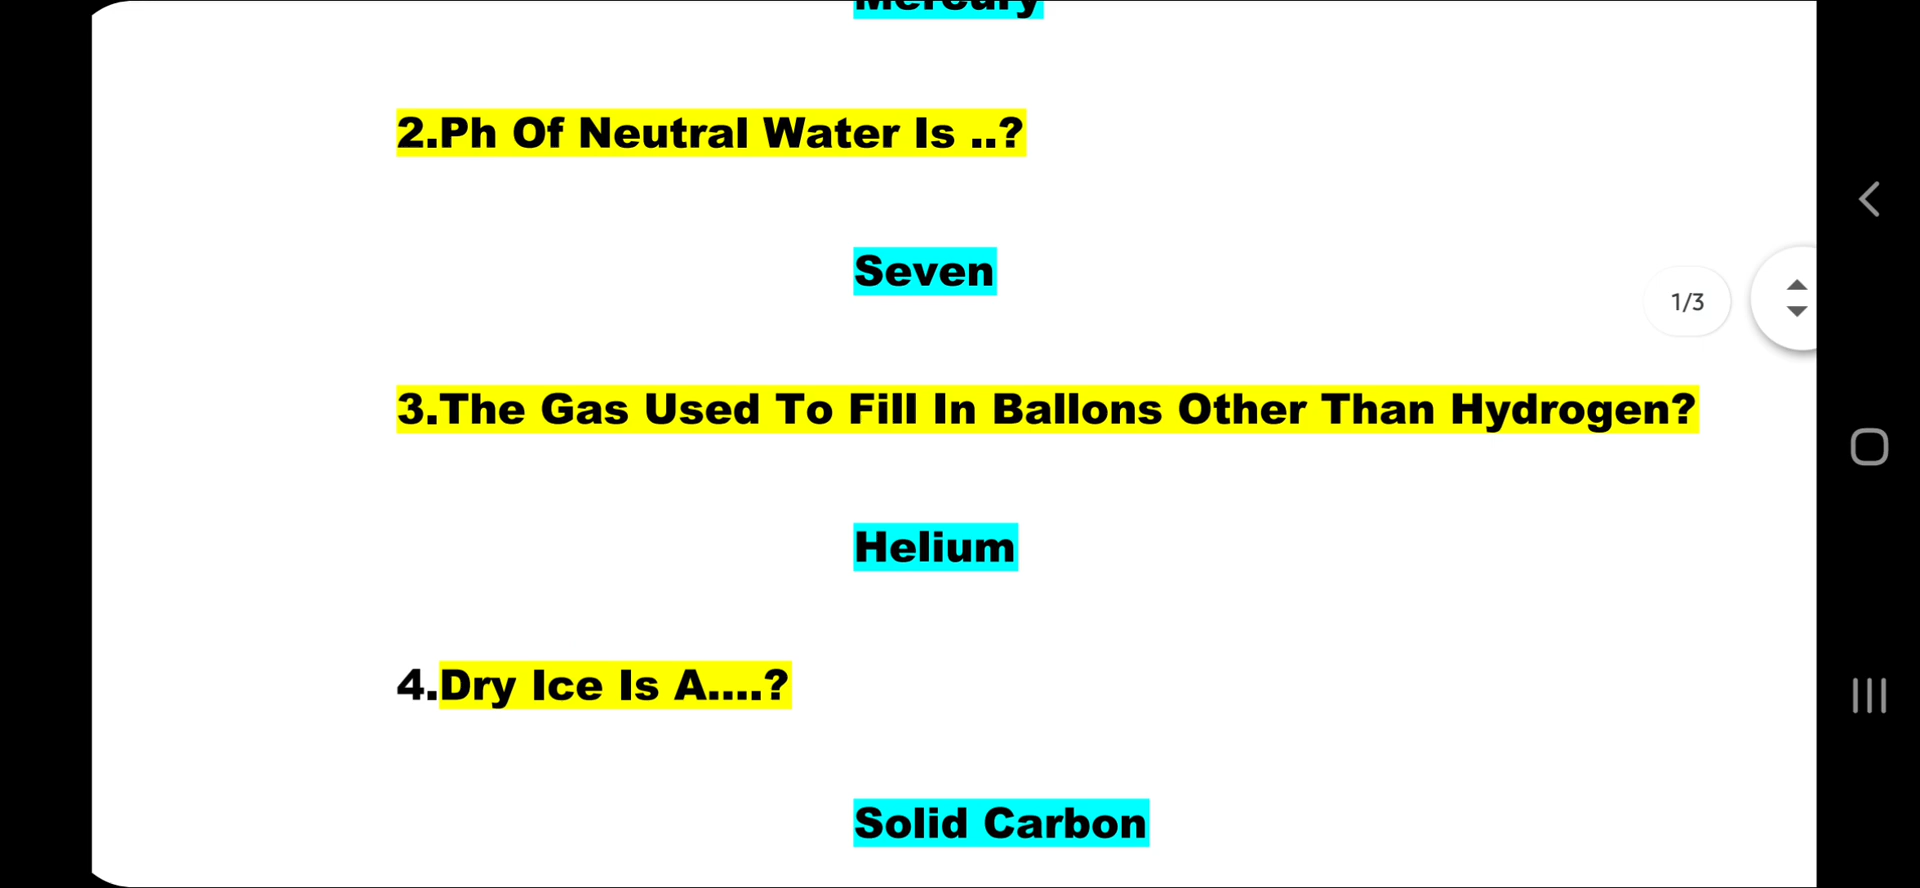 Mercury
2.Ph Of Neutral Water Is ..?
Seven
1/3
3.The Gas Used To Fill In Ballons Other Than Hydrogen?
Helium
4.Dry Ice Is A....?
Solid Carbon